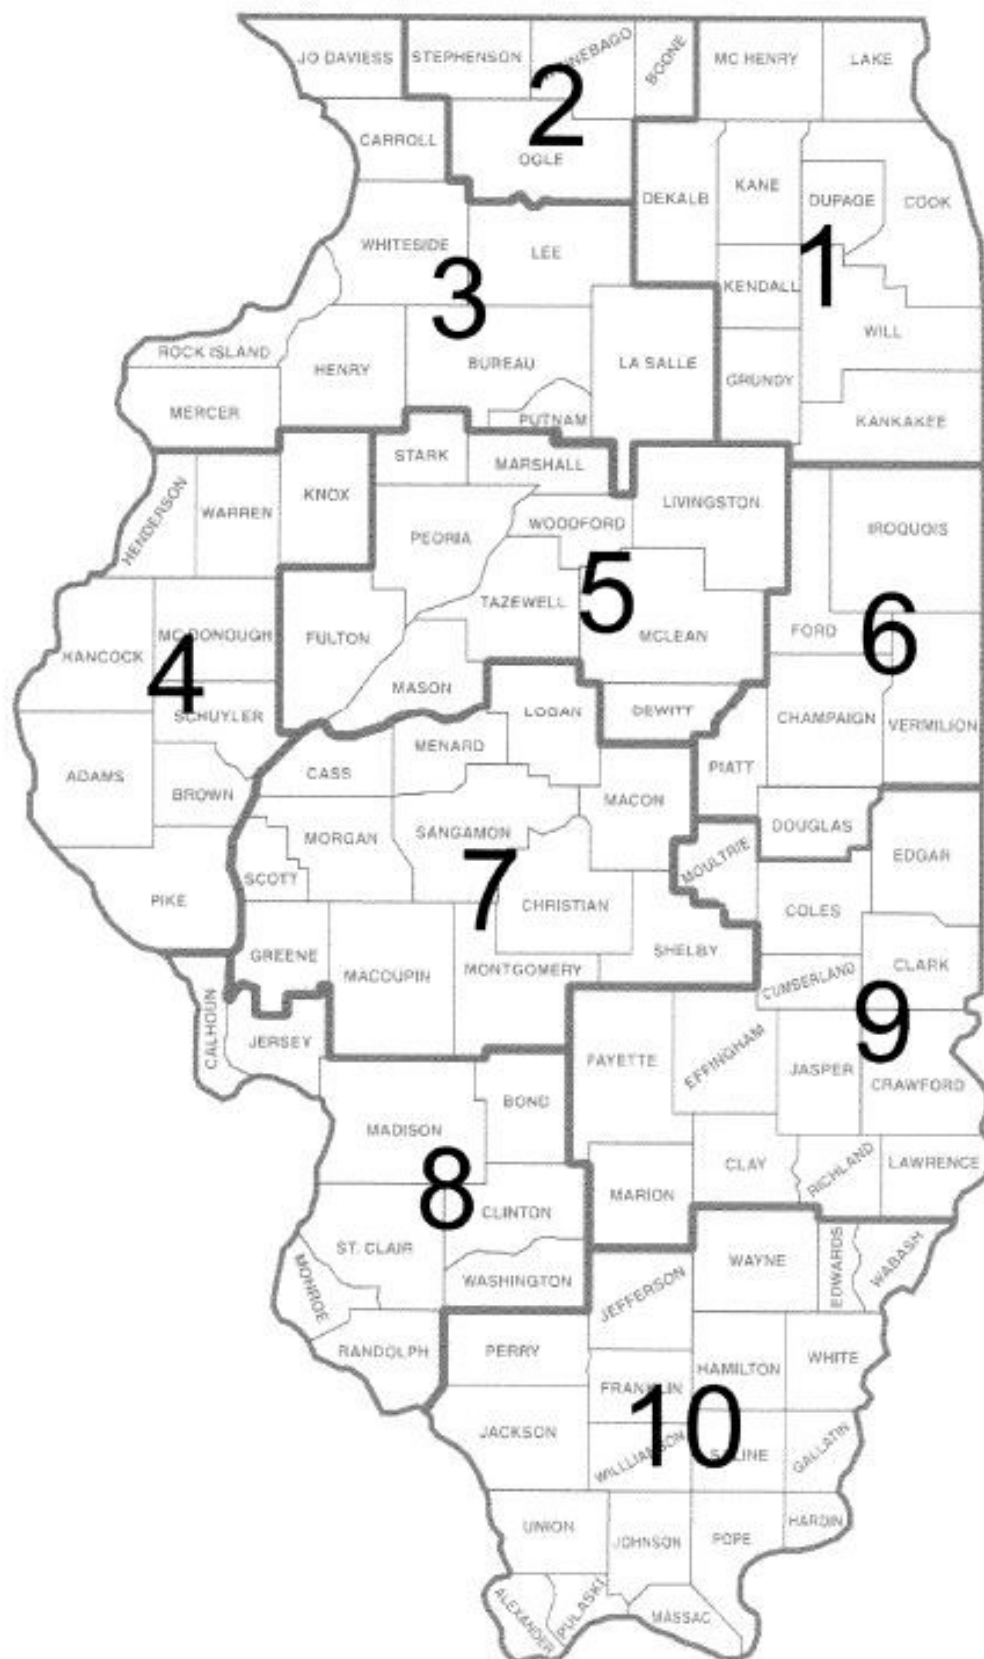 JO DAVIESS
STEPHENSON
WINNEBAGO
BOONE
MC HENRY
LAKE
2
CARROLL
OGLE
DEKALB
KANE
DUPAGE
COOK
WHITESIDE
LEE
1
3
KENDALL
WILL
ROCK ISLAND
HENRY
BUREAU
LA SALLE
GRUNDY
MERCER
PUTNAM
KANKAKEE
STARK
MARSHALL
KNOX
HENDERSON
WARREN
LIVINGSTON
PEORIA
WOODFORD
IROQUOIS
5
TAZEWELL
FULTON
MCLEAN
FORD
6
HANCOCK
MC DONOUGH
4
MASON
SCHUYLER
LOGAN
DEWITT
CHAMPAIGN
VERMILION
MENARD
ADAMS
CASS
PIATT
BROWN
MACON
MORGAN
SANGAMON
DOUGLAS
MOULTRIE
EDGAR
7
SCOTT
PIKE
CHRISTIAN
COLES
GREENE
MACOUPIN
MONTGOMERY
SHELBY
CUMBERLAND
CLARK
9
CALHOUN
JERSEY
FAYETTE
EFFINGHAM
JASPER
CRAWFORD
BOND
MADISON
8
CLAY
RICHLAND
LAWRENCE
MARION
CLINTON
ST. CLAIR
WAYNE
EDWARDS
WABASH
MONROE
WASHINGTON
JEFFERSON
RANDOLPH
PERRY
HAMILTON
WHITE
FRANKLIN
10
JACKSON
WILLLIAMSON
SALINE
GALLATIN
UNION
JOHNSON
POPE
HARDIN
ALEXANDER
PULASKI
MASSAC